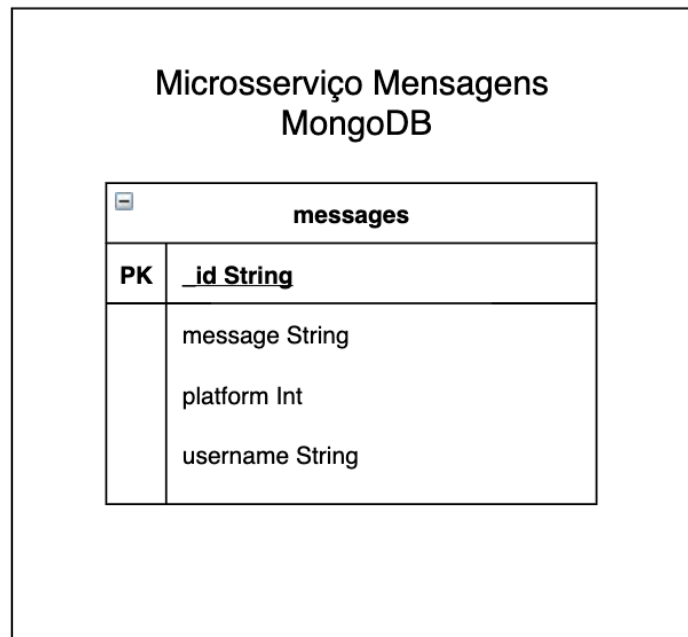 Microsserviço Mensagens
MongoDB
messages
PK _id String
message String
platform Int
username String